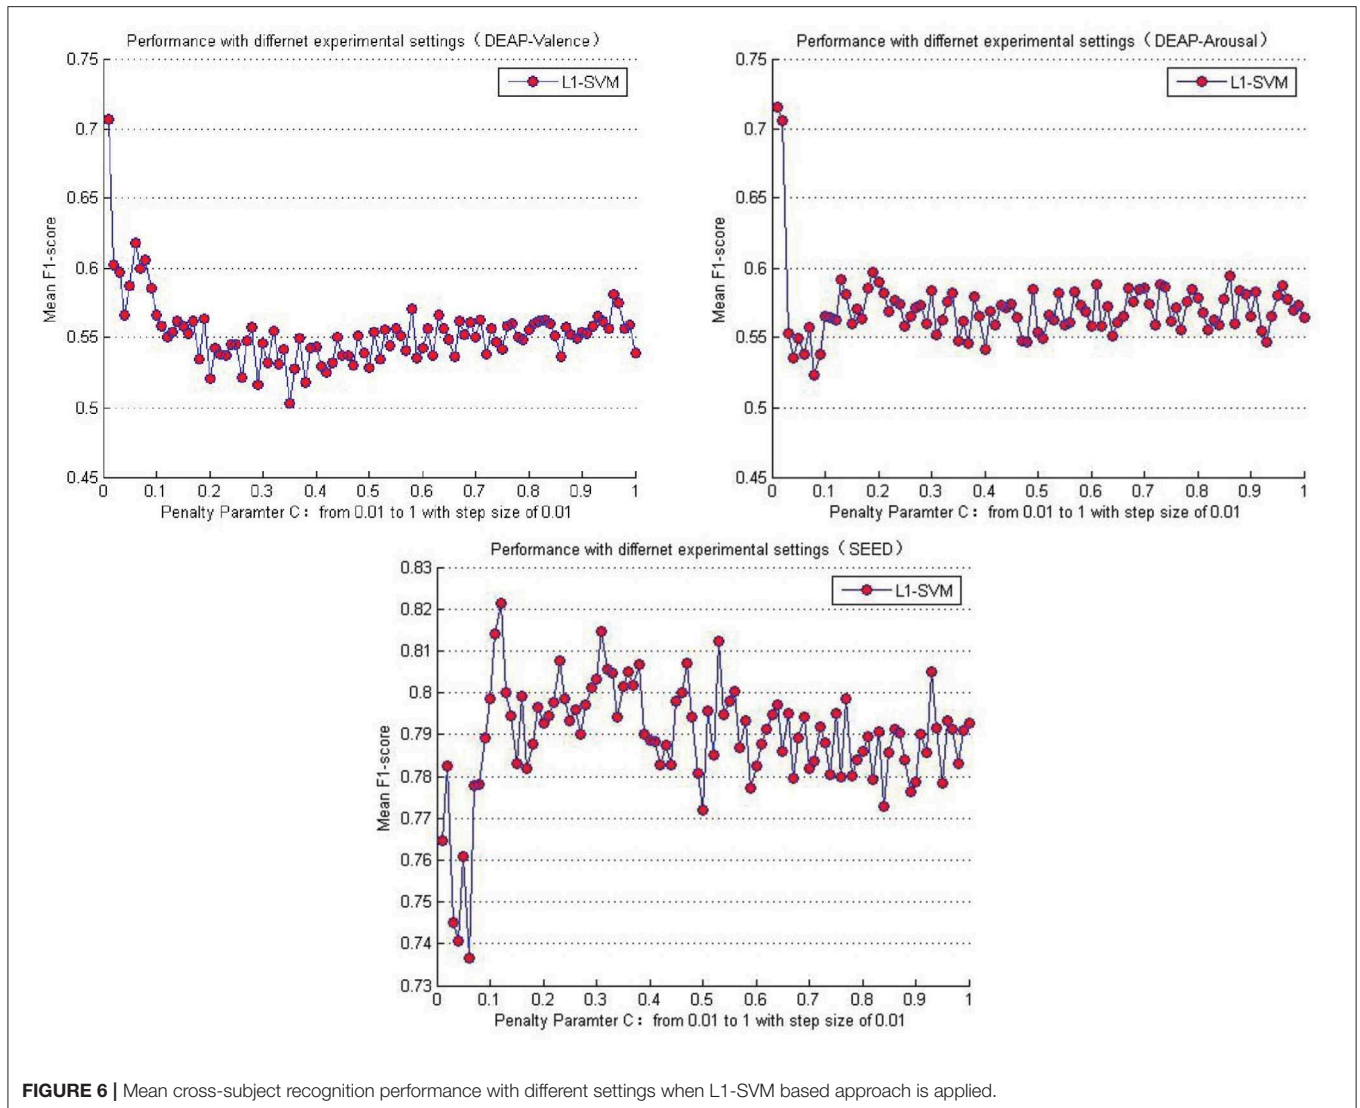 Performance with differnet experimental settings（DEAP-Valence）
0.75
L1-SVM
0.7
0.65
0.6
0.55
0.5
0.45
Mean F1-score
0 0.1 0.2 0.3 0.4 0.5 0.6 0.7 0.8 0.9 1
Penalty Paramter C：from 0.01 to 1 with step size of 0.01
Performance with differnet experimental settings（DEAP-Arousal）
0.75
L1-SVM
0.7
0.65
0.6
0.55
0.5
0.45
Mean F1-score
0 0.1 0.2 0.3 0.4 0.5 0.6 0.7 0.8 0.9 1
Penalty Paramter C：from 0.01 to 1 with step size of 0.01
Performance with differnet experimental settings（SEED）
0.83
L1-SVM
0.82
0.81
0.8
0.79
0.78
0.77
0.76
0.75
0.74
0.73
Mean F1-score
0 0.1 0.2 0.3 0.4 0.5 0.6 0.7 0.8 0.9 1
Penalty Paramter C：from 0.01 to 1 with step size of 0.01
FIGURE 6 | Mean cross-subject recognition performance with different settings when L1-SVM based approach is applied.